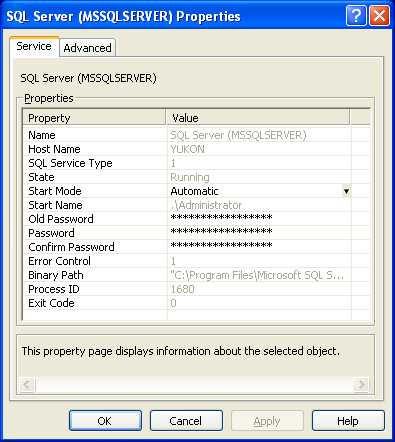 SQL Server (MSSQLSERVER) Properties
Service Advanced
SQL Server (MSSQLSERVER)
Properties
Property Value
Name SQL Server (MSSQLSERVER)
Host Name YUKON
SQL Service Type 1
State Running
Start Mode Automatic
Start Name .\Administrator
Old Password *****************
Password *****************
Confirm Password *****************
Error Control 1
Binary Path "C:\Program Files\Microsoft SQL S...
Process ID 1680
Exit Code 0
This property page displays information about the selected object.
OK Cancel Apply Help